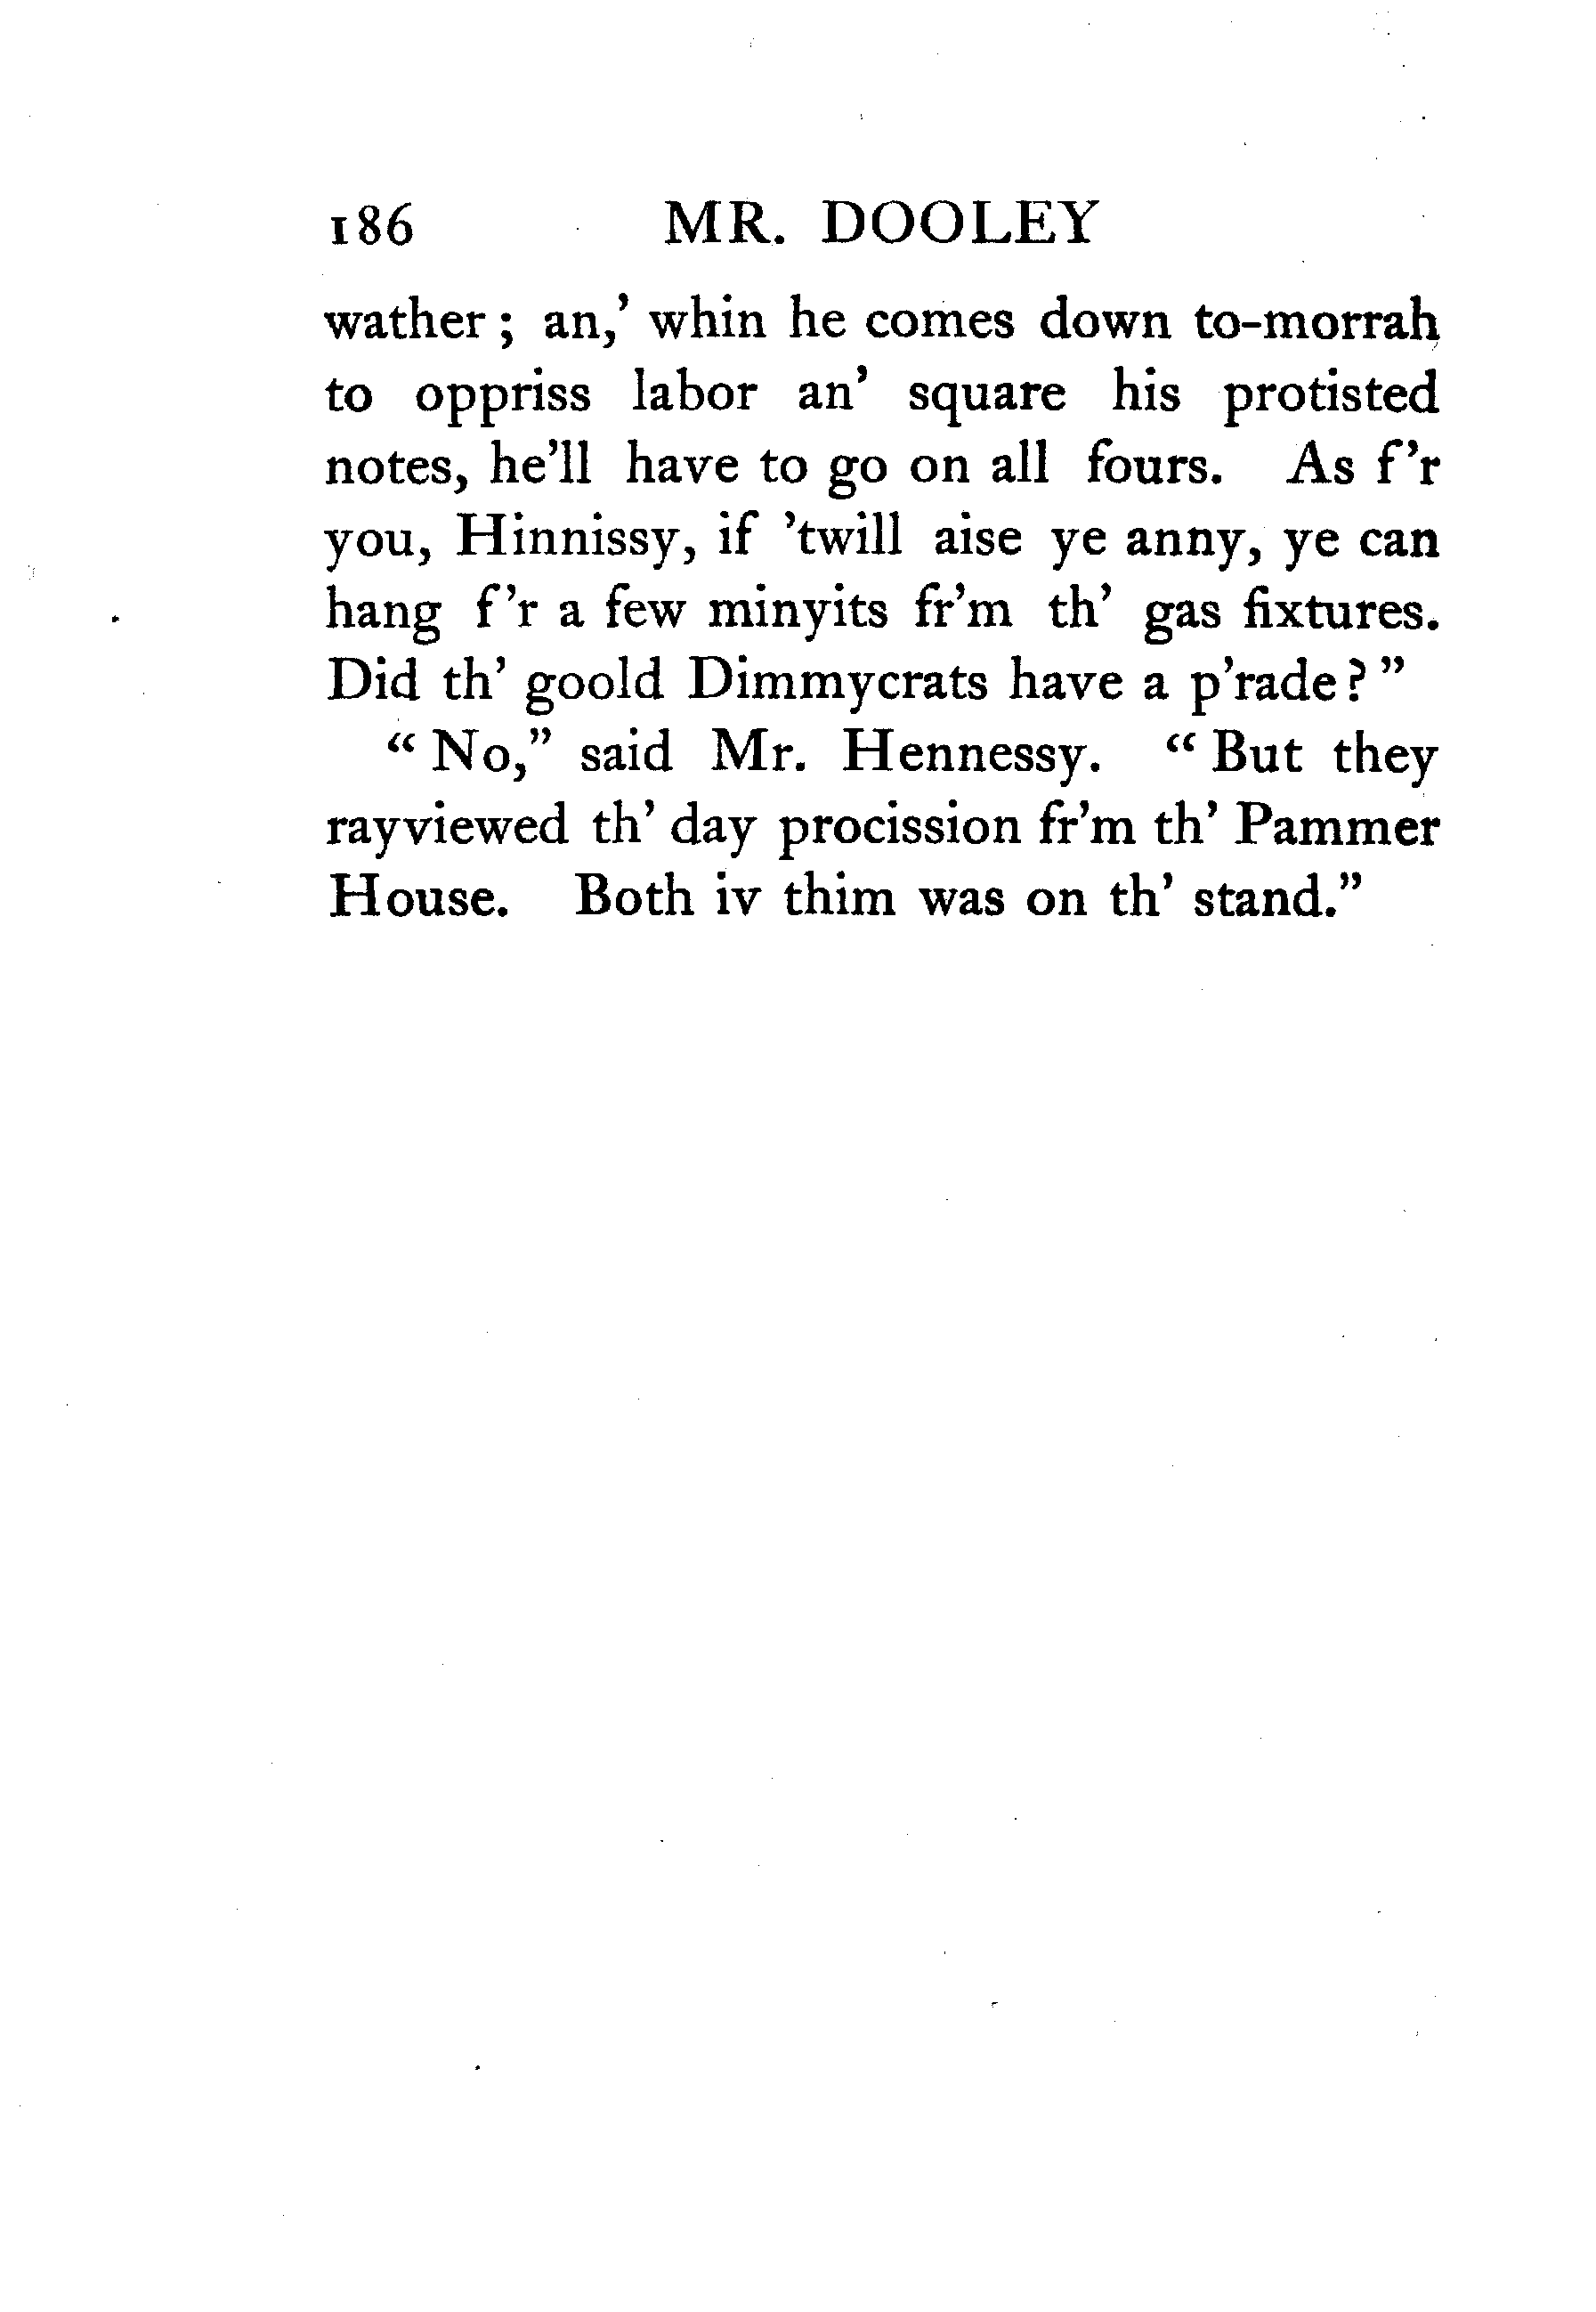 186 MR. DOOLEY
wather; an,' whin he comes down to-morrah
to oppriss labor an' square his protisted
notes, he'll have to go on all fours. As f'r
you, Hinnissy, if 'twill aise ye anny, ye can
hang f'r a few minyits fr'm th' gas fixtures.
Did th' goold Dimmycrats have a p'rade?"
"No," said Mr. Hennessy. "But they
rayviewed th' day procission fr'm th' Pammer
House. Both iv thim was on th' stand."